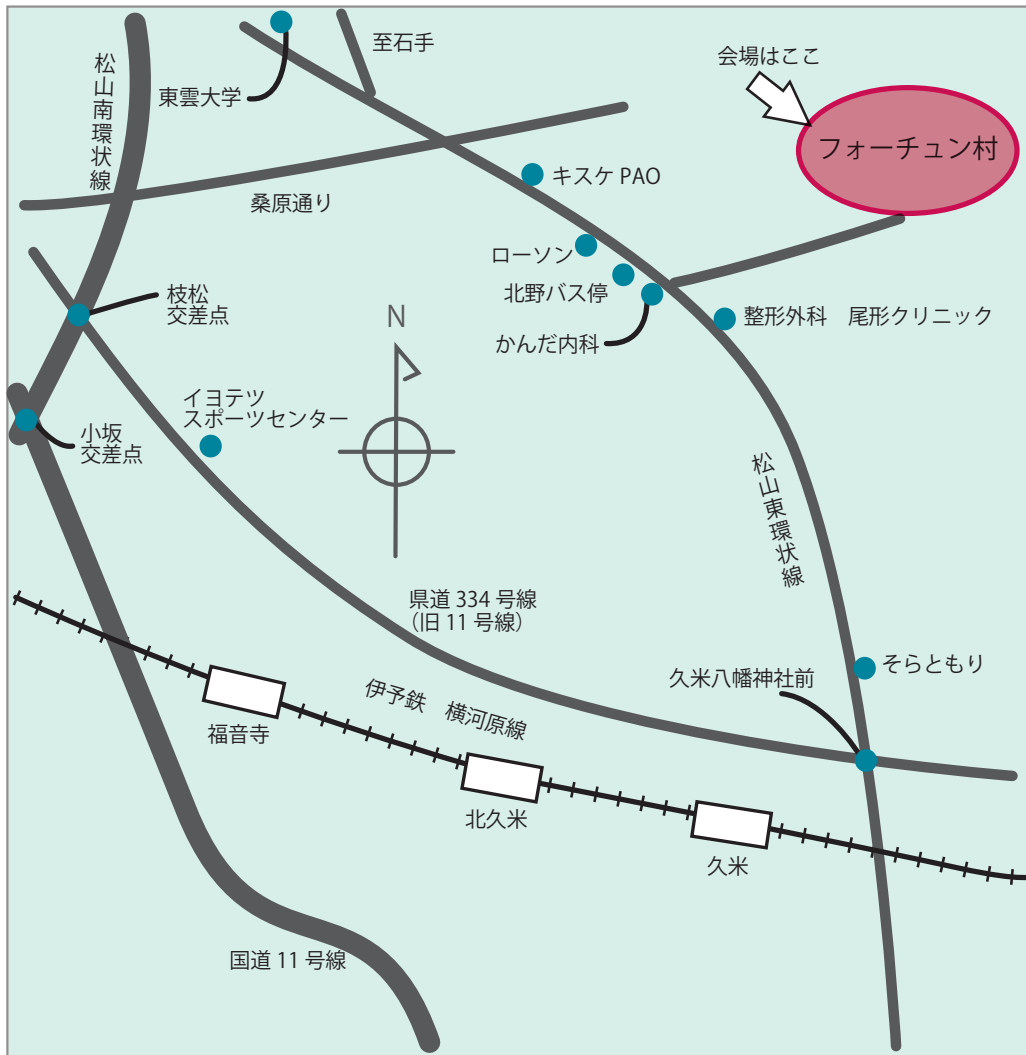 至石手
松山南環状線
会場はここ
東雲大学
フォーチュン村
キスケ PAO
桑原通り
ローソン
北野バス停
枝松
交差点
N
整形外科　尾形クリニック
かんだ内科
イヨテツ
スポーツセンター
小坂
交差点
松山東環状線
県道 334 号線
（旧 11 号線）
そらともり
久米八幡神社前
伊予鉄　横河原線
福音寺
北久米
久米
国道 11 号線